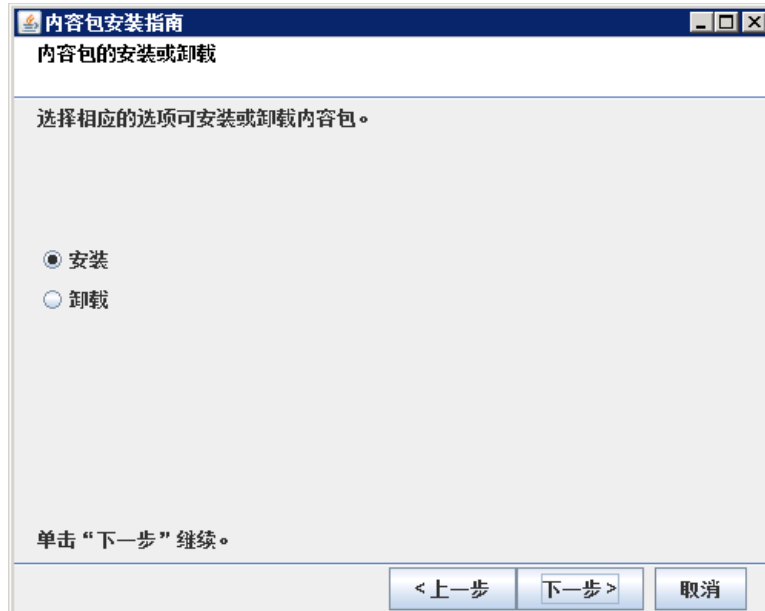 内容包安装指南
内容包的安装或卸载
选择相应的选项可安装或卸载内容包。
安装
卸载
单击“下一步”继续。
<上一步 下一步> 取消